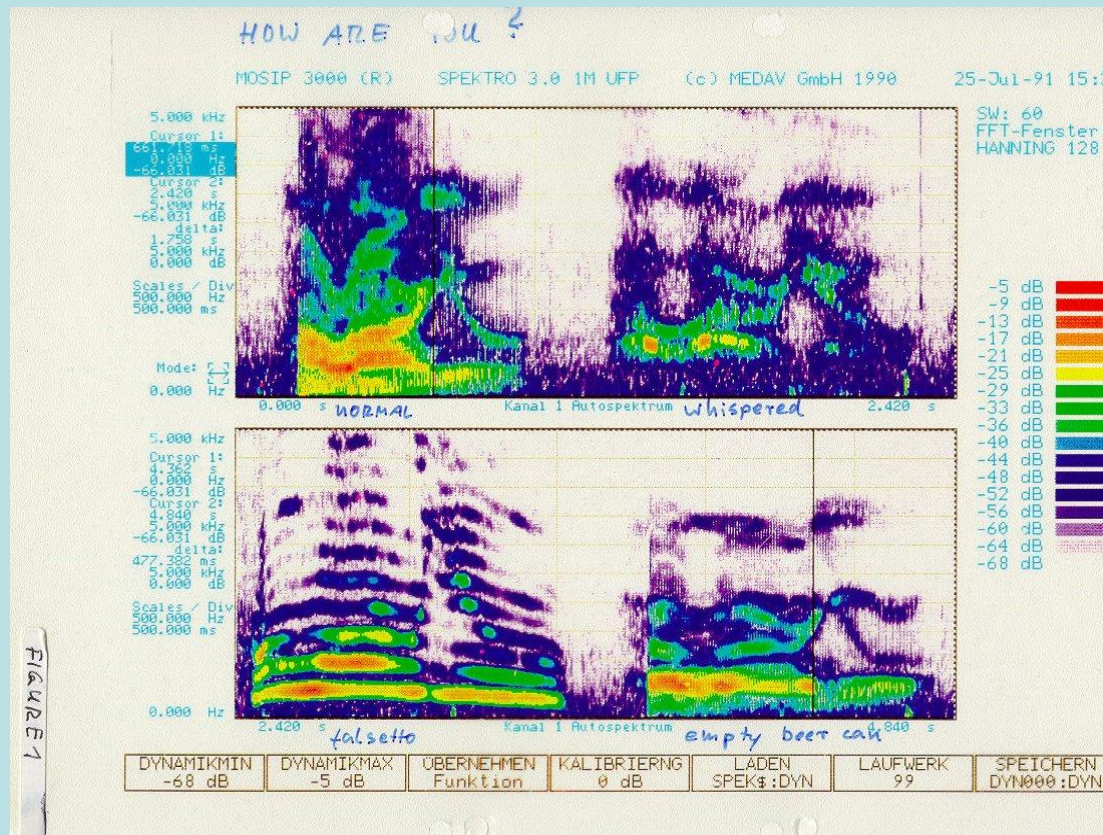 HOW ARE YOU ?
MOSIP 3000 (R) SPEKTRO 3.0 1M UFP (c) MEDAV GmbH 1990 25-Jul-91 15:
SW: 60
FFT-Fenster
HANNING 128
5.000 kHz
Cursor 1:
661.718 ms
0.000 Hz
-66.031 dB
Cursor 2:
2.420 s
5.000 kHz
-66.031 dB
delta:
1.758 s
5.000 kHz
0.000 dB
Scales / Div
500.000 Hz
500.000 ms
Mode:
0.000 Hz
0.000 s Kanal 1 Autospektrum 2.420 s
NORMAL whispered
-5 dB
-9 dB
-13 dB
-17 dB
-21 dB
-25 dB
-29 dB
-33 dB
-36 dB
-40 dB
-44 dB
-48 dB
-52 dB
-56 dB
-60 dB
-64 dB
-68 dB
5.000 kHz
Cursor 1:
4.362 s
0.000 Hz
-66.031 dB
Cursor 2:
4.840 s
5.000 kHz
-66.031 dB
delta:
477.382 ms
5.000 kHz
0.000 dB
Scales / Div
500.000 Hz
500.000 ms
0.000 Hz
2.420 s Kanal 1 Autospektrum 4.840 s
falsetto empty beer can
DYNAMIKMIN DYNAMIKMAX ÜBERNEHMEN KALIBRIERNG LADEN LAUFWERK SPEICHERN
-68 dB -5 dB Funktion 0 dB SPEK$:DYN 99 DYN000:DYN
FIGURE 1